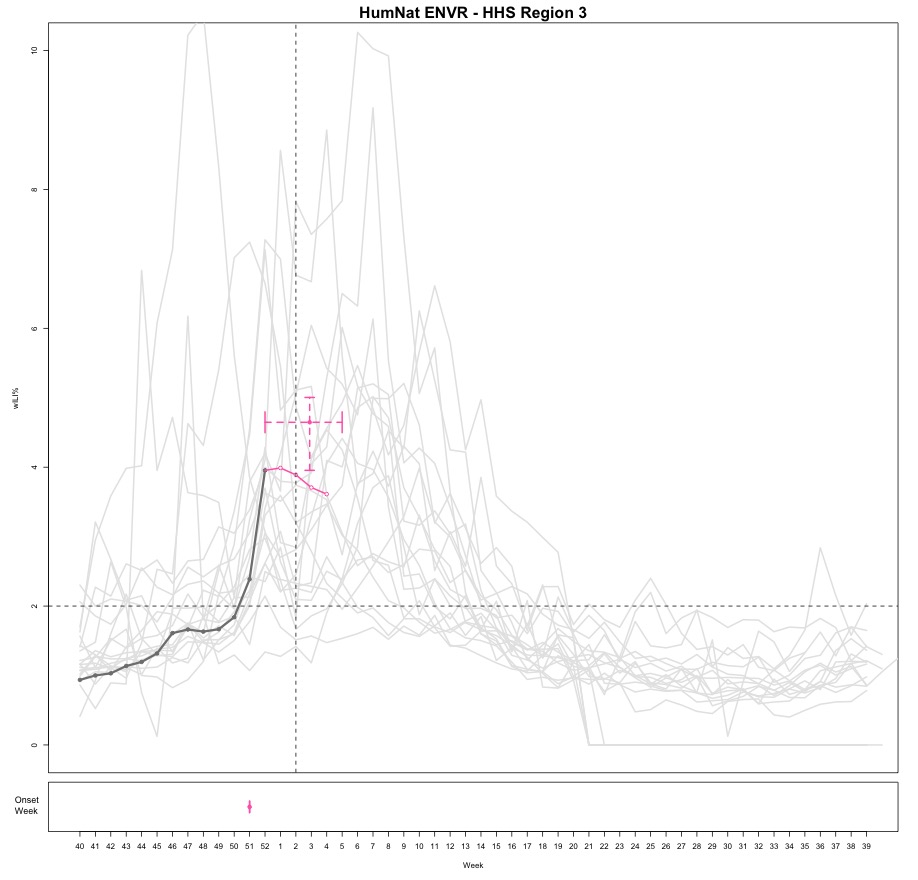 HumNat ENVR - HHS Region 3
10
8
6
4
2
0
wILI%
Onset
Week
40 41 42 43 44 45 46 47 48 49 50 51 52 1 2 3 4 5 6 7 8 9 10 11 12 13 14 15 16 17 18 19 20 21 22 23 24 25 26 27 28 29 30 31 32 33 34 35 36 37 38 39
Week